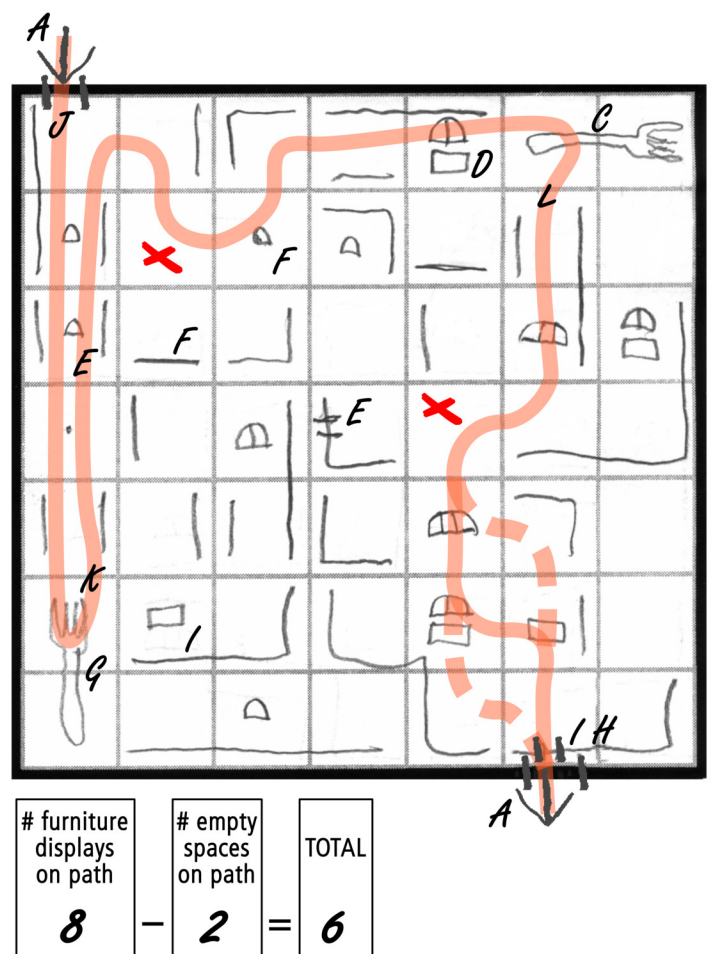 A
J
C
D
L
F
F
E
E
K
I
G
I H
A
# furniture
displays
on path
# empty
spaces
on path
TOTAL
8 – 2 = 6